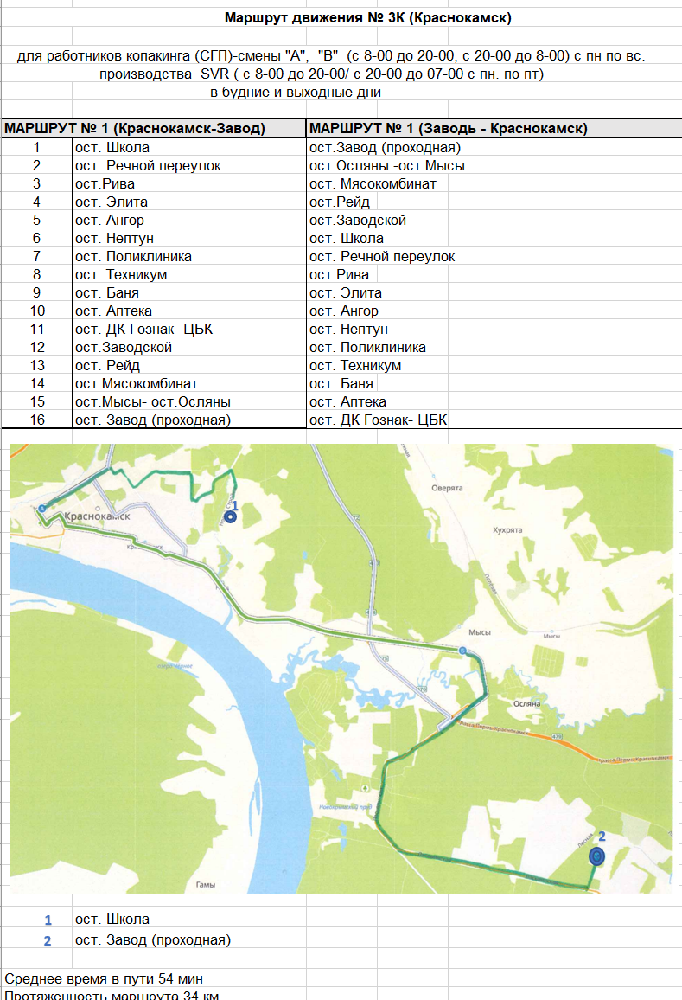 Маршрут движения № 3К (Краснокамск)
для работников копакинга (СГП)-смены "А", "В" (с 8-00 до 20-00, с 20-00 до 8-00) с пн по вс.
производства SVR ( с 8-00 до 20-00/ с 20-00 до 07-00 с пн. по пт)
в будние и выходные дни
МАРШРУТ № 1 (Краснокамск-Завод) МАРШРУТ № 1 (Заводь - Краснокамск)
1 ост. Школа ост.Завод (проходная)
2 ост. Речной переулок ост.Осляны -ост.Мысы
3 ост.Рива ост. Мясокомбинат
4 ост. Элита ост.Рейд
5 ост. Ангор ост.Заводской
6 ост. Нептун ост. Школа
7 ост. Поликлиника ост. Речной переулок
8 ост. Техникум ост.Рива
9 ост. Баня ост. Элита
10 ост. Аптека ост. Ангор
11 ост. ДК Гознак- ЦБК ост. Нептун
12 ост.Заводской ост. Поликлиника
13 ост. Рейд ост. Техникум
14 ост.Мясокомбинат ост. Баня
15 ост.Мысы- ост.Осляны ост. Аптека
16 ост. Завод (проходная) ост. ДК Гознак- ЦБК
Оверята
1
А
Краснокамск
Хухрята
Мысы
Мысы
Б
Осляна
479
2
Гамы
1 ост. Школа
2 ост. Завод (проходная)
Среднее время в пути 54 мин
Протяженность маршрута 34 км